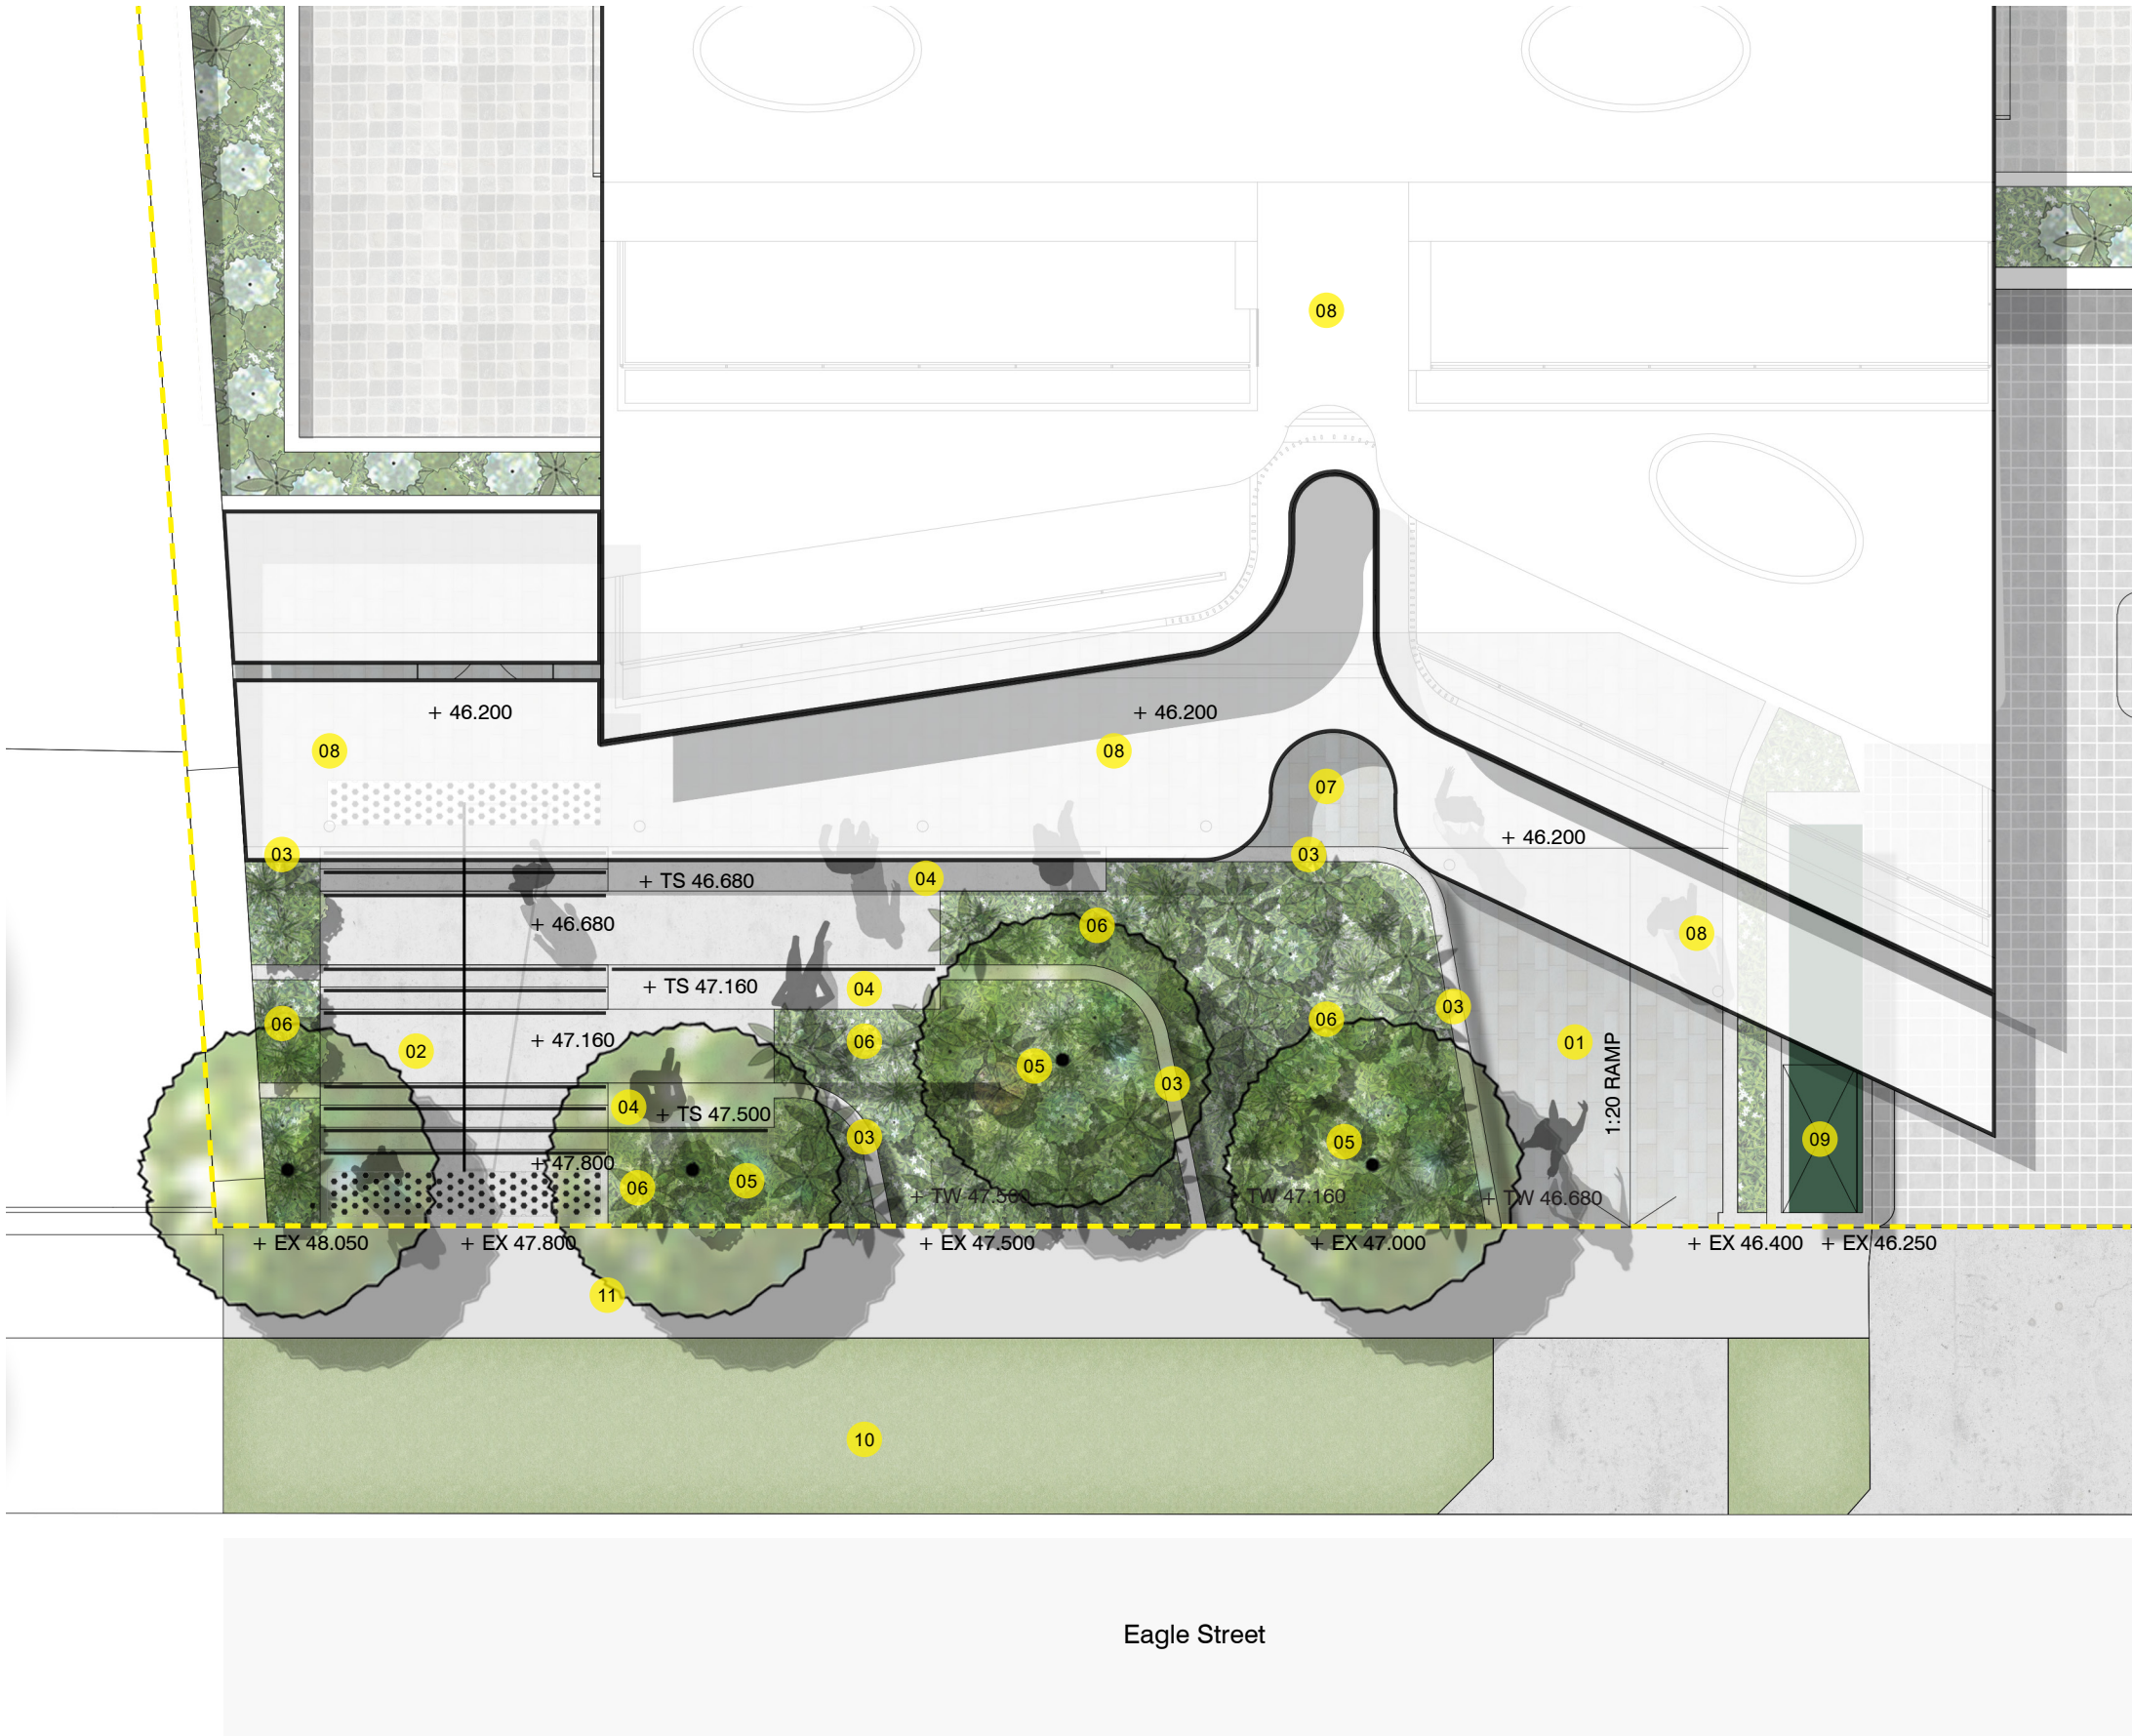 08
+ 46.200
+ 46.200
08
08
07
+ 46.200
03
03
+ TS 46.680
04
+ 46.680
06
08
+ TS 47.160
04
03
06
06
+ 47.160
06
02
01
1:20 RAMP
05
03
04
+ TS 47.500
03
05
09
+ 47.800
06
05
+ TW 47.500
+ TW 47.160
+ TW 46.680
+ EX 48.050
+ EX 47.800
+ EX 47.500
+ EX 47.000
+ EX 46.400
+ EX 46.250
11
10
Eagle Street